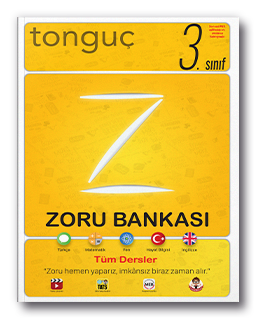 tonguç
3. sınıf
Z
ZORU BANKASI
Türkçe Matematik Fen Hayat Bilgisi İngilizce
Tüm Dersler
"Zoru hemen yaparız, imkânsız biraz zaman alır."